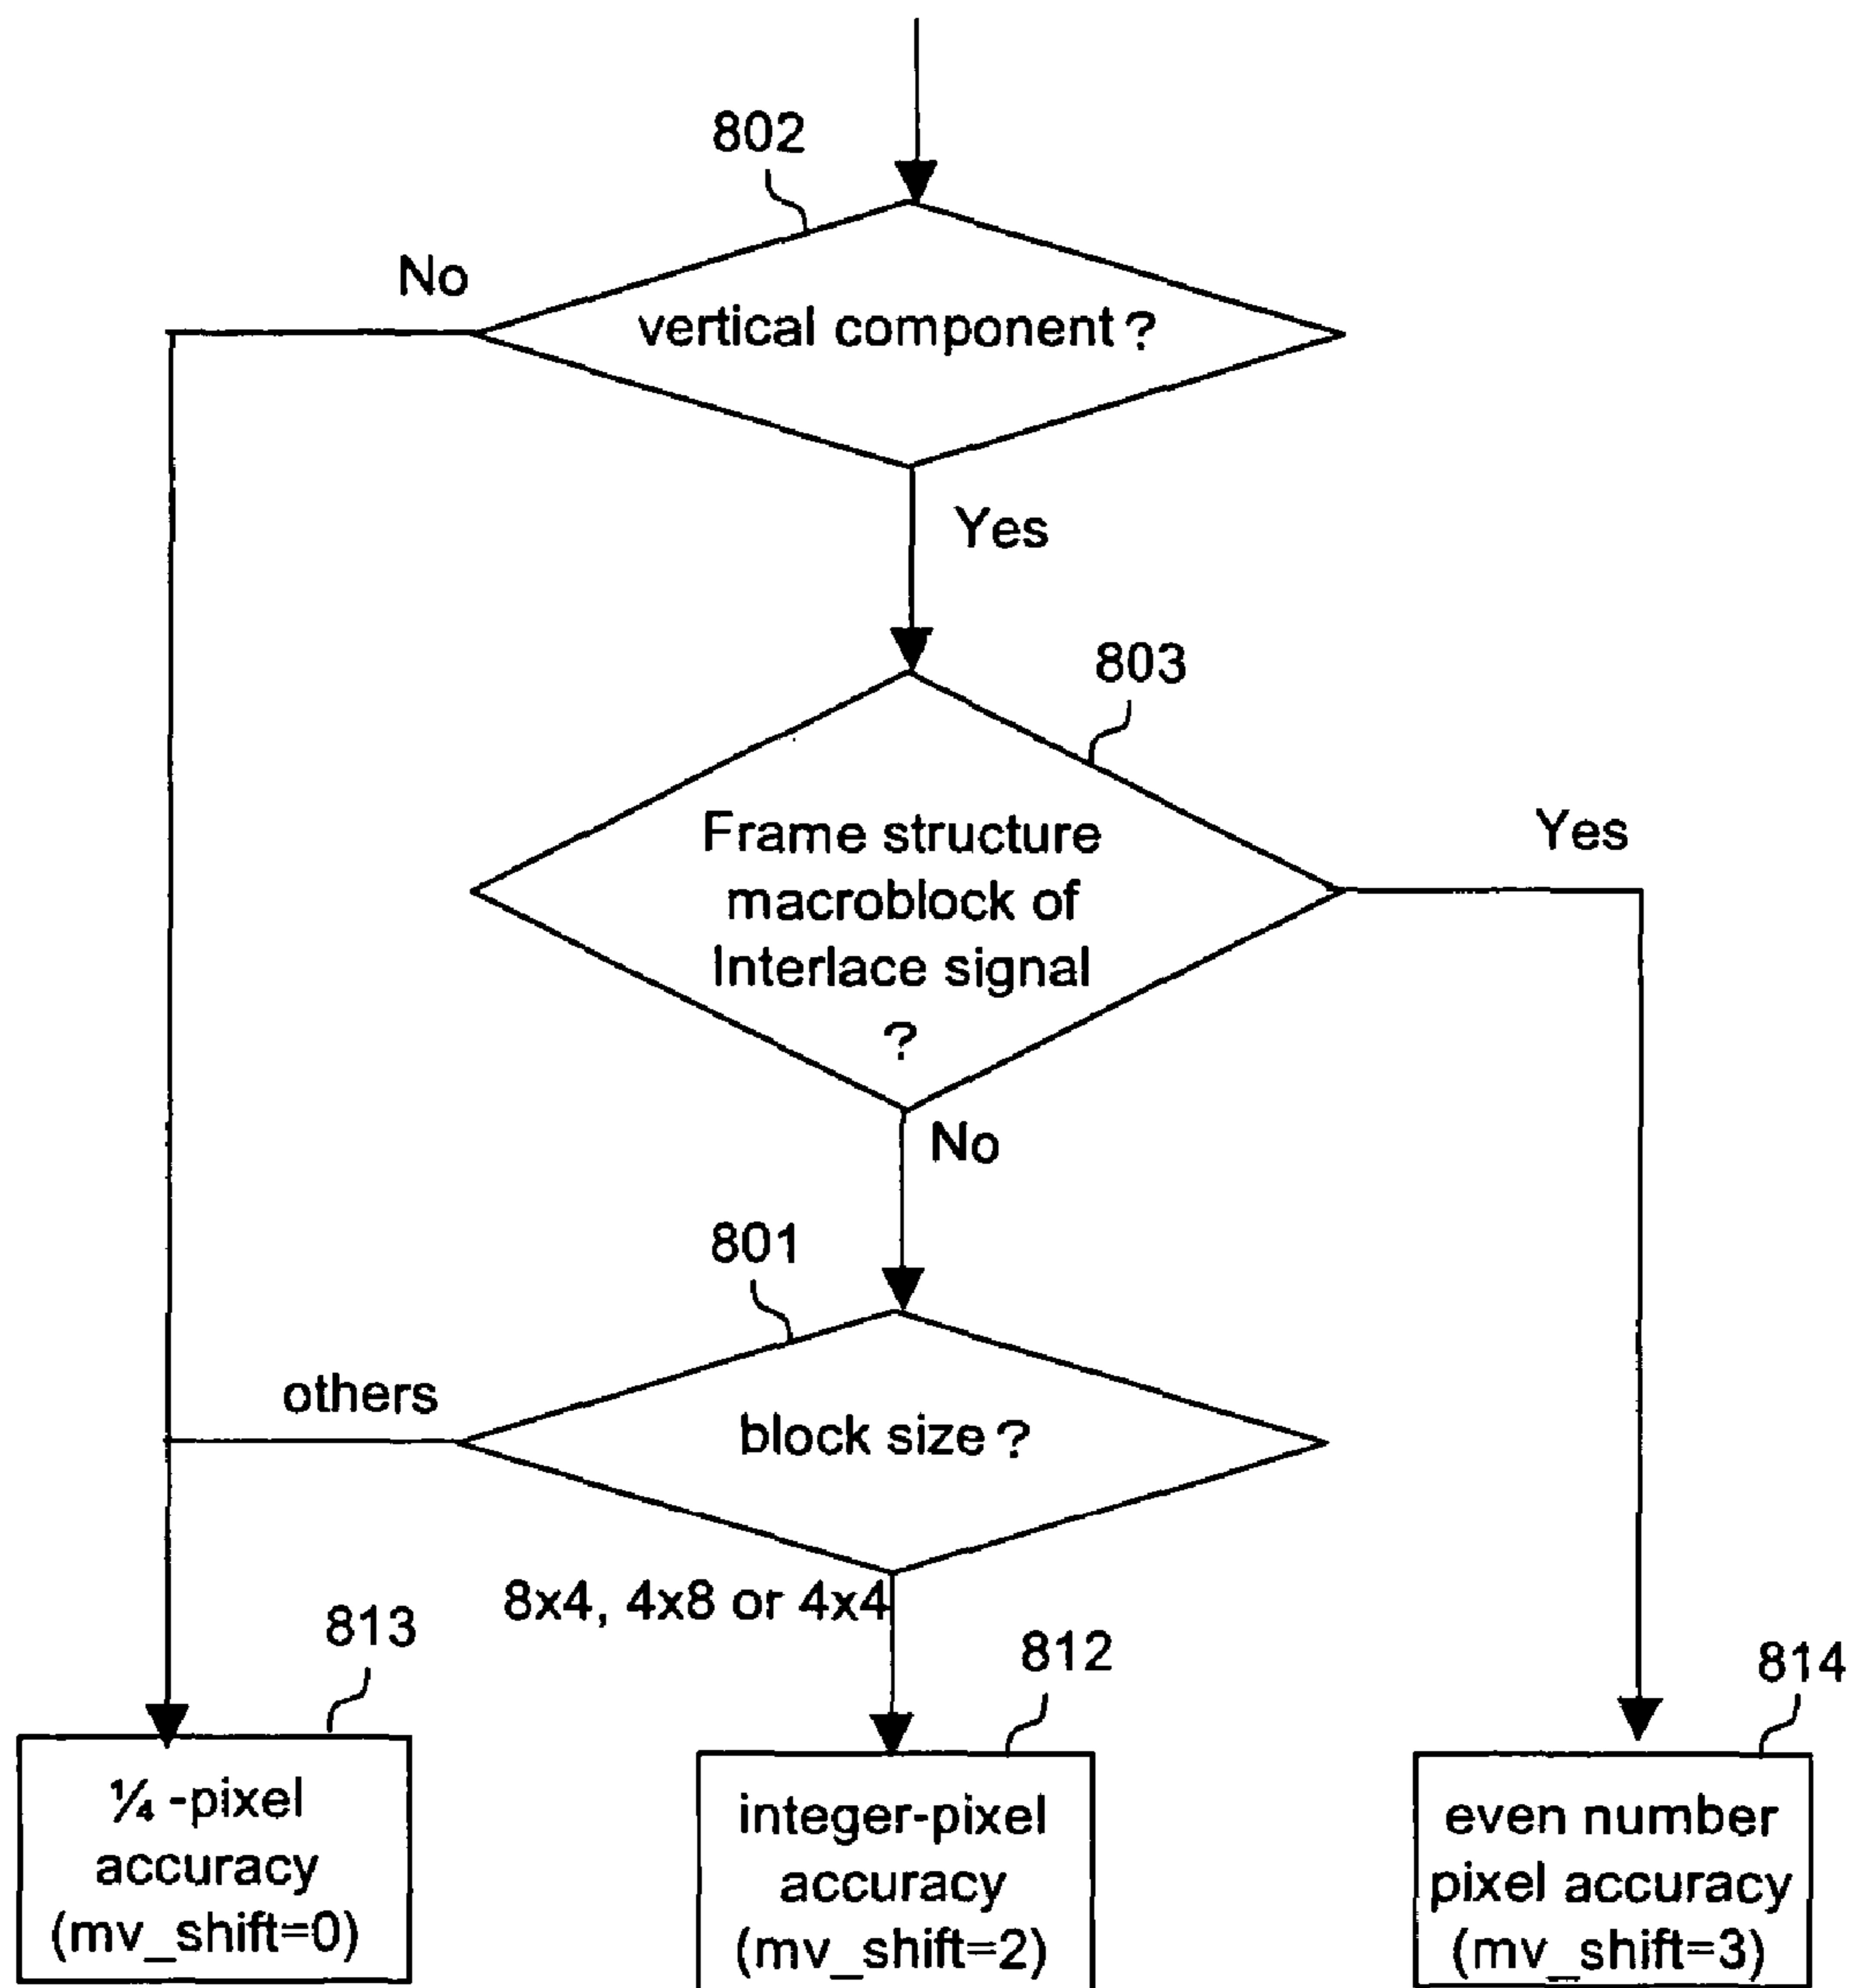 802
No
vertical component ?
Yes
803
Frame structure
macroblock of
Interlace signal
?
Yes
No
801
others
block size ?
8x4, 4x8 or 4x4
813
812
814
¼ -pixel
accuracy
(mv_shift=0)
integer-pixel
accuracy
(mv_shift=2)
even number
pixel accuracy
(mv_shift=3)